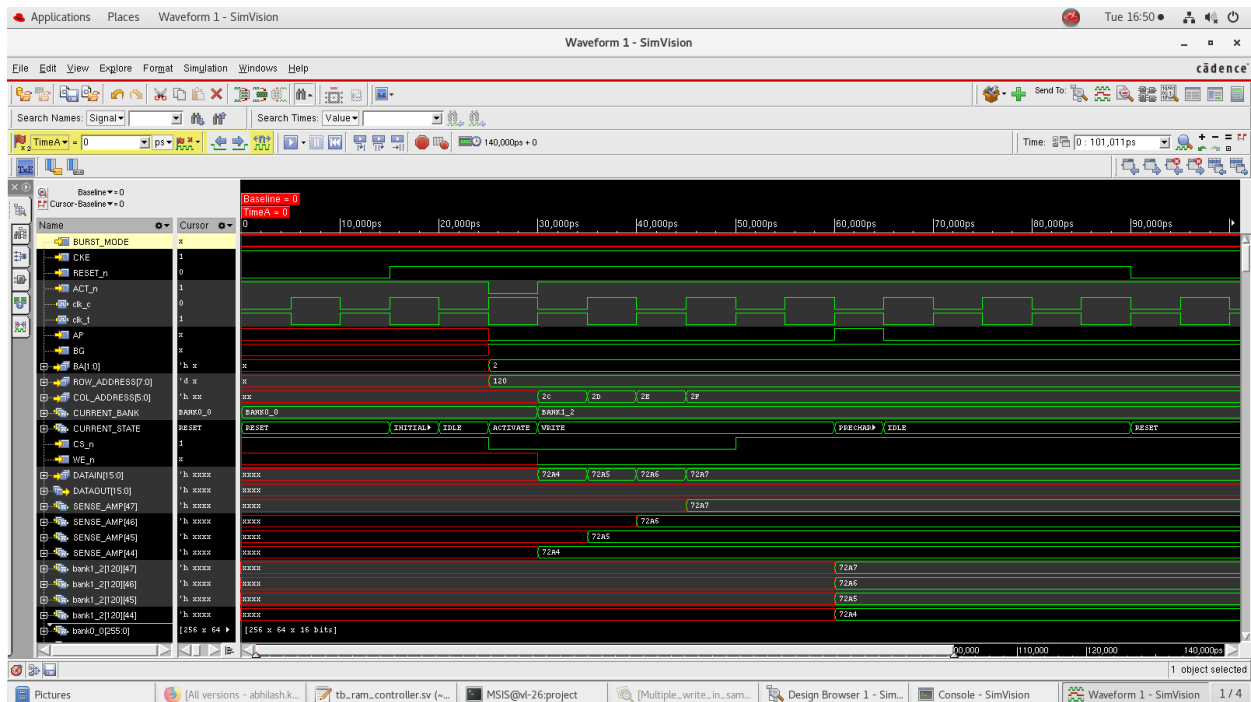 Applications Places Waveform 1 - SimVision Tue 16:50
Waveform 1 - SimVision
File Edit View Explore Format Simulation Windows Help cādence
Send To:
Search Names: Signal Search Times: Value
TimeA = 0 ps 140,000ps + 0 Time: 0 : 101,011ps
TxE
Baseline = 0
Cursor-Baseline = 0
Baseline = 0
TimeA = 0
Name Cursor 0 10,000ps 20,000ps 30,000ps 40,000ps 50,000ps 60,000ps 70,000ps 80,000ps 90,000ps
BURST_MODE x
CKE 1
RESET_n 0
ACT_n 1
clk_c 0
clk_t 1
AP x
BG x
BA[1:0] 'h x x 2
ROW_ADDRESS[7:0] 'd x x 120
COL_ADDRESS[5:0] 'h xx xx 2C 2D 2E 2F
CURRENT_BANK BANK0_0 BANK0_0 BANK1_2
CURRENT_STATE RESET RESET INITIAL IDLE ACTIVATE WRITE PRECHAR IDLE RESET
CS_n 1
WE_n x
DATAIN[15:0] 'h xxxx xxxx 72A4 72A5 72A6 72A7
DATAOUT[15:0] 'h xxxx xxxx
SENSE_AMP[47] 'h xxxx xxxx 72A7
SENSE_AMP[46] 'h xxxx xxxx 72A6
SENSE_AMP[45] 'h xxxx xxxx 72A5
SENSE_AMP[44] 'h xxxx xxxx 72A4
bank1_2[120][47] 'h xxxx xxxx 72A7
bank1_2[120][46] 'h xxxx xxxx 72A6
bank1_2[120][45] 'h xxxx xxxx 72A5
bank1_2[120][44] 'h xxxx xxxx 72A4
bank0_0[255:0] [256 x 64 [256 x 64 x 16 bits]
110,000 120,000 140,000ps
1 object selected
Pictures [All versions - abhilash.k... tb_ram_controller.sv (~... MSIS@vl-26:project [Multiple_write_in_sam... Design Browser 1 - Sim... Console - SimVision Waveform 1 - SimVision 1 / 4